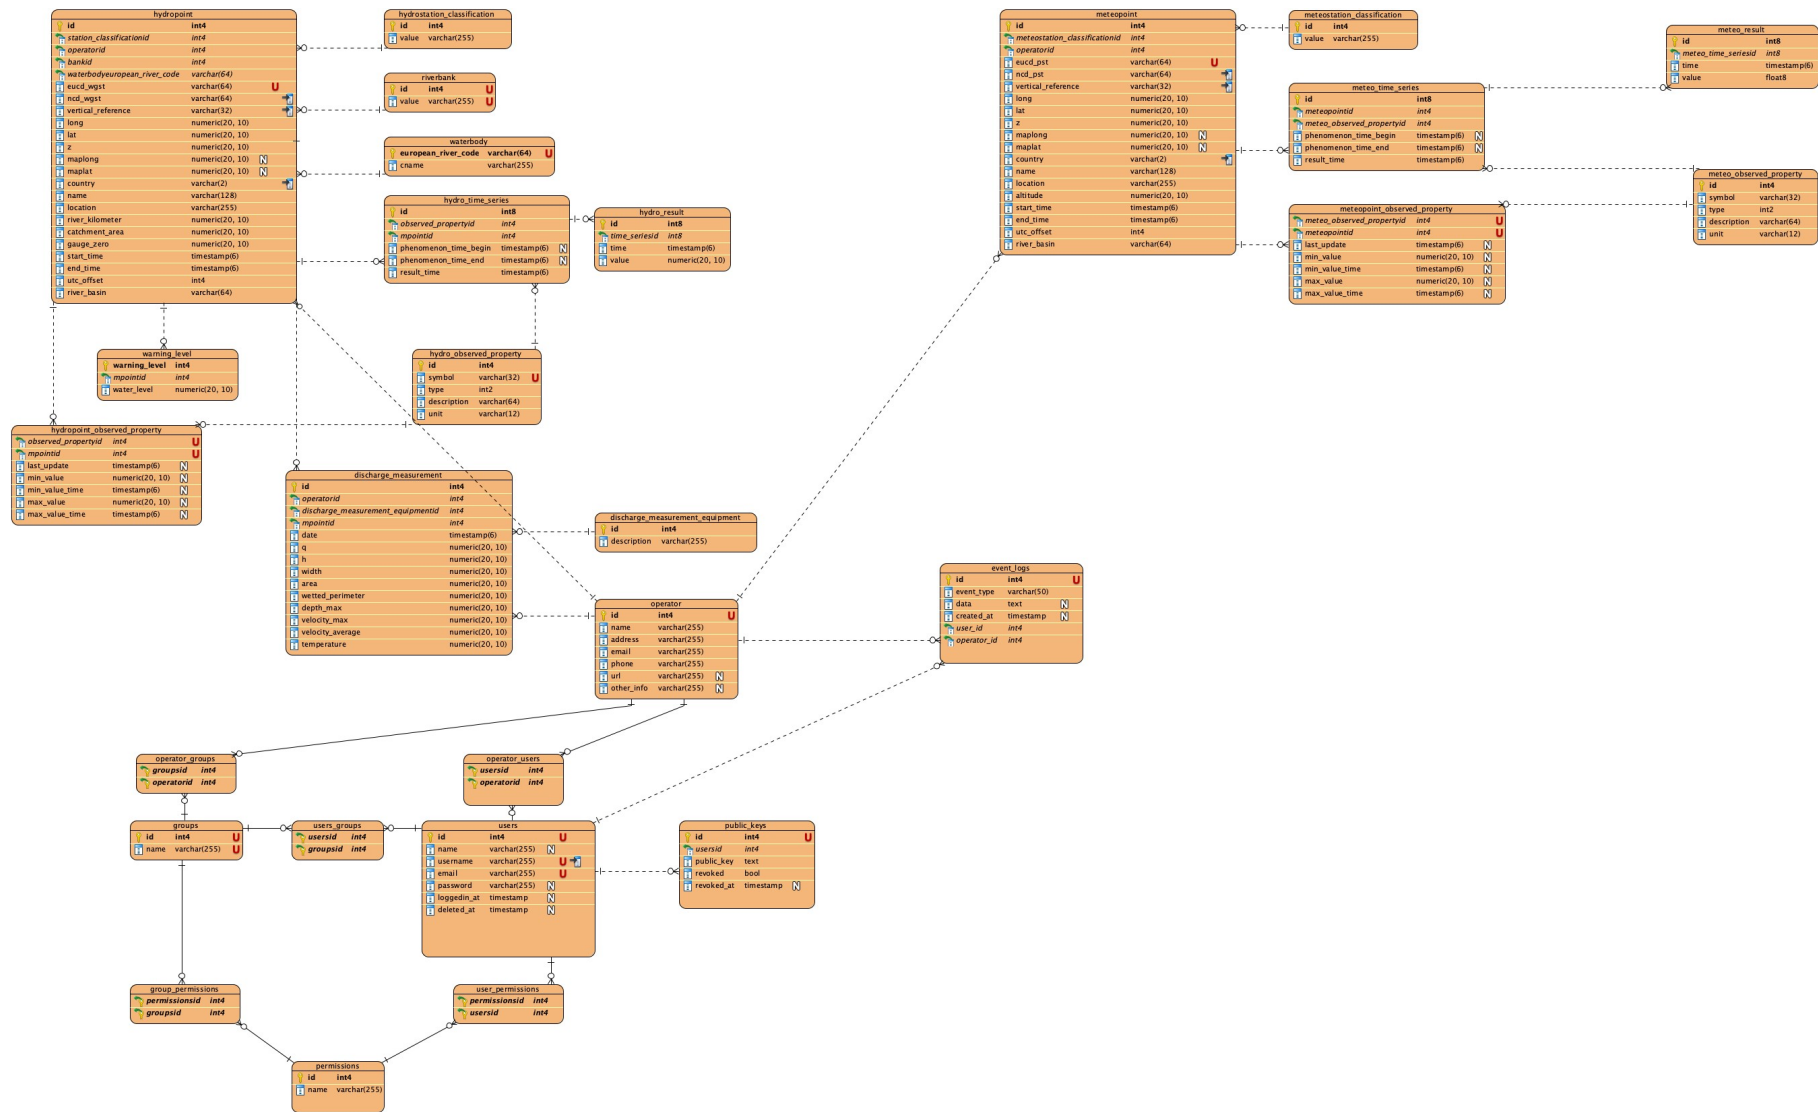 hydropoint
id int4
station_classificationid int4
operatorid int4
bankid int4
waterbodyeuropean_river_code varchar(64)
eucd_wgst varchar(64) U
ncd_wgst varchar(64)
vertical_reference varchar(32)
long numeric(20, 10)
lat numeric(20, 10)
z numeric(20, 10)
maplong numeric(20, 10) N
maplat numeric(20, 10) N
country varchar(2)
name varchar(128)
location varchar(255)
river_kilometer numeric(20, 10)
catchment_area numeric(20, 10)
gauge_zero numeric(20, 10)
start_time timestamp(6)
end_time timestamp(6)
utc_offset int4
river_basin varchar(64)
hydrostation_classification
id int4
value varchar(255)
riverbank
id int4 U
value varchar(255) U
waterbody
european_river_code varchar(64) U
cname varchar(255)
hydro_time_series
id int8
observed_propertyid int4
mpointid int4
phenomenon_time_begin timestamp(6) N
phenomenon_time_end timestamp(6) N
result_time timestamp(6)
hydro_result
id int8
time_seriesid int8
time timestamp(6)
value numeric(20, 10)
meteopoint
id int4
meteostation_classificationid int4
operatorid int4
eucd_pst varchar(64) U
ncd_pst varchar(64)
vertical_reference varchar(32)
long numeric(20, 10)
lat numeric(20, 10)
z numeric(20, 10)
maplong numeric(20, 10) N
maplat numeric(20, 10) N
country varchar(2)
name varchar(128)
location varchar(255)
altitude numeric(20, 10)
start_time timestamp(6)
end_time timestamp(6)
utc_offset int4
river_basin varchar(64)
meteostation_classification
id int4
value varchar(255)
meteo_result
id int8
meteo_time_seriesid int8
time timestamp(6)
value float8
meteo_time_series
id int8
meteopointid int4
meteo_observed_propertyid int4
phenomenon_time_begin timestamp(6) N
phenomenon_time_end timestamp(6) N
result_time timestamp(6)
meteo_observed_property
id int4
symbol varchar(32)
type int2
description varchar(64)
unit varchar(12)
meteopoint_observed_property
meteo_observed_propertyid int4 U
meteopointid int4 U
last_update timestamp(6) N
min_value numeric(20, 10) N
min_value_time timestamp(6) N
max_value numeric(20, 10) N
max_value_time timestamp(6) N
warning_level
warning_level int4
mpointid int4
water_level numeric(20, 10)
hydro_observed_property
id int4
symbol varchar(32) U
type int2
description varchar(64)
unit varchar(12)
hydropoint_observed_property
observed_propertyid int4 U
mpointid int4 U
last_update timestamp(6) N
min_value numeric(20, 10) N
min_value_time timestamp(6) N
max_value numeric(20, 10) N
max_value_time timestamp(6) N
discharge_measurement
id int4
operatorid int4
discharge_measurement_equipmentid int4
mpointid int4
date timestamp(6)
q numeric(20, 10)
h numeric(20, 10)
width numeric(20, 10)
area numeric(20, 10)
wetted_perimeter numeric(20, 10)
depth_max numeric(20, 10)
velocity_max numeric(20, 10)
velocity_average numeric(20, 10)
temperature numeric(20, 10)
discharge_measurement_equipment
id int4
description varchar(255)
operator
id int4 U
name varchar(255)
address varchar(255)
email varchar(255)
phone varchar(255)
url varchar(255) N
other_info varchar(255) N
event_logs
id int4 U
event_type varchar(50)
data text N
created_at timestamp N
user_id int4
operator_id int4
operator_groups
groupsid int4
operatorid int4
operator_users
usersid int4
operatorid int4
groups
id int4 U
name varchar(255) U
users_groups
usersid int4
groupsid int4
users
id int4 U
name varchar(255) N
username varchar(255) U
email varchar(255) U
password varchar(255) N
loggedin_at timestamp N
deleted_at timestamp N
public_keys
id int4 U
usersid int4
public_key text
revoked bool
revoked_at timestamp N
group_permissions
permissionsid int4
groupsid int4
user_permissions
permissionsid int4
usersid int4
permissions
id int4
name varchar(255)